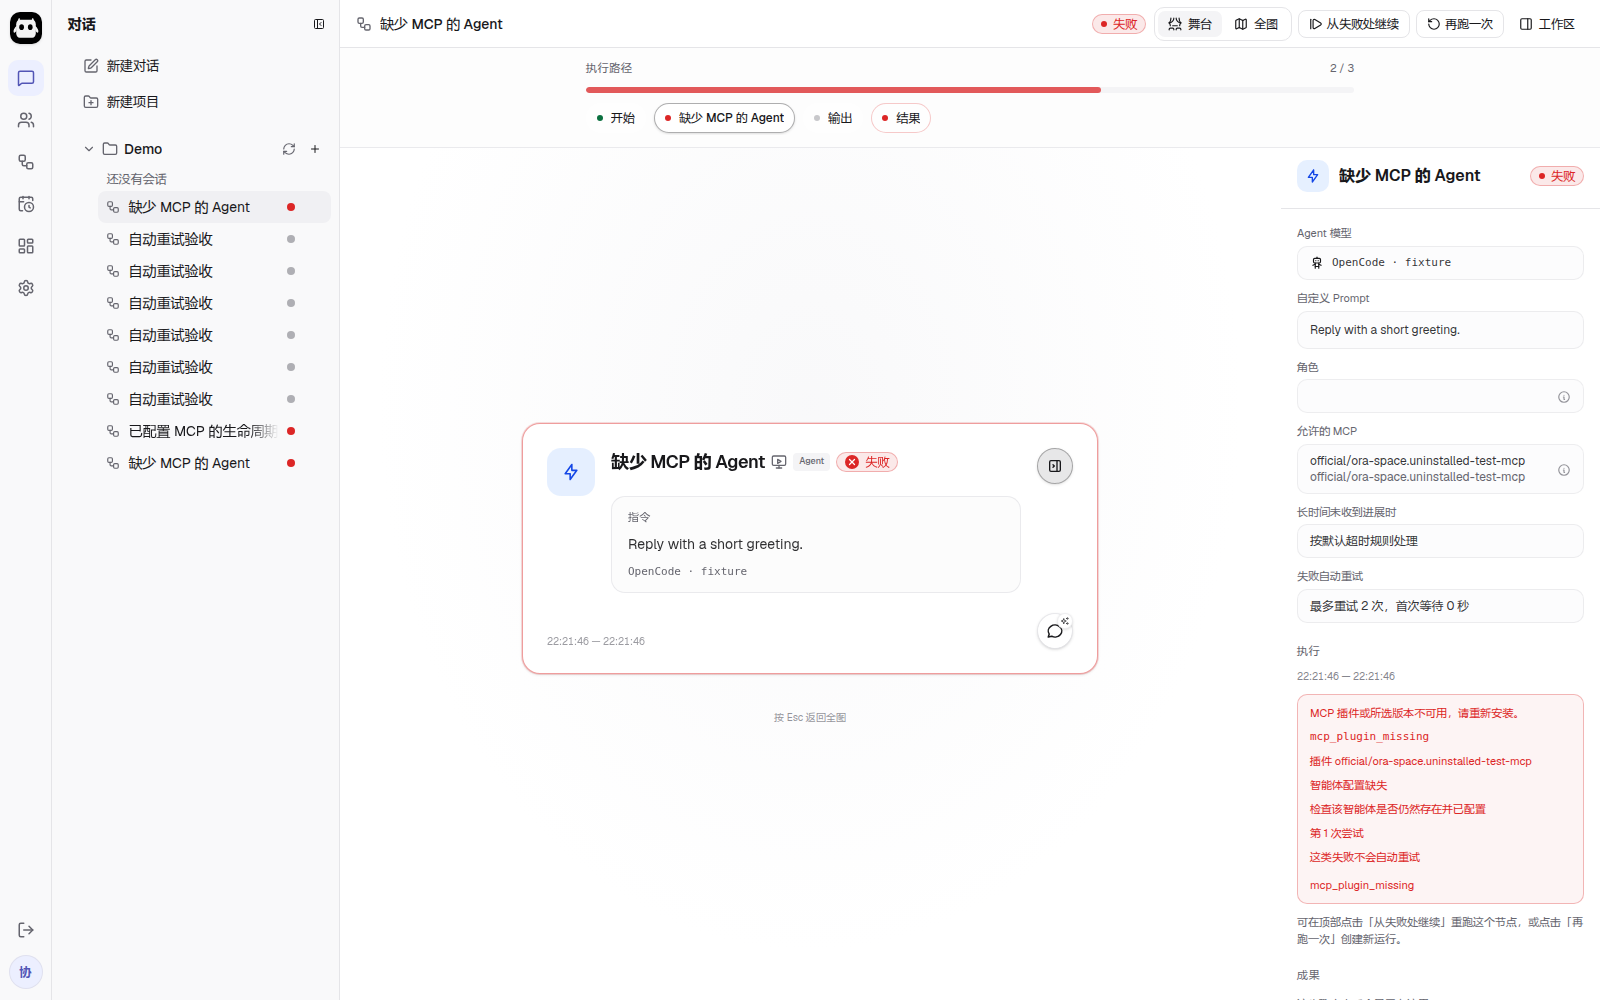 对话
新建对话
新建项目
Demo
还没有会话
缺少 MCP 的 Agent
自动重试验收
自动重试验收
自动重试验收
自动重试验收
自动重试验收
自动重试验收
已配置 MCP 的生命周期
缺少 MCP 的 Agent
协
缺少 MCP 的 Agent
失败
舞台
全图
从失败处继续
再跑一次
工作区
执行路径
2 / 3
开始
缺少 MCP 的 Agent
输出
结果
缺少 MCP 的 Agent
Agent
失败
指令
Reply with a short greeting.
OpenCode · fixture
22:21:46 — 22:21:46
按 Esc 返回全图
缺少 MCP 的 Agent
失败
Agent 模型
OpenCode · fixture
自定义 Prompt
Reply with a short greeting.
角色
允许的 MCP
official/ora-space.uninstalled-test-mcp
official/ora-space.uninstalled-test-mcp
长时间未收到进展时
按默认超时规则处理
失败自动重试
最多重试 2 次，首次等待 0 秒
执行
22:21:46 — 22:21:46
MCP 插件或所选版本不可用，请重新安装。
mcp_plugin_missing
插件 official/ora-space.uninstalled-test-mcp
智能体配置缺失
检查该智能体是否仍然存在并已配置
第 1 次尝试
这类失败不会自动重试
mcp_plugin_missing
可在顶部点击「从失败处继续」重跑这个节点，或点击「再
跑一次」创建新运行。
成果